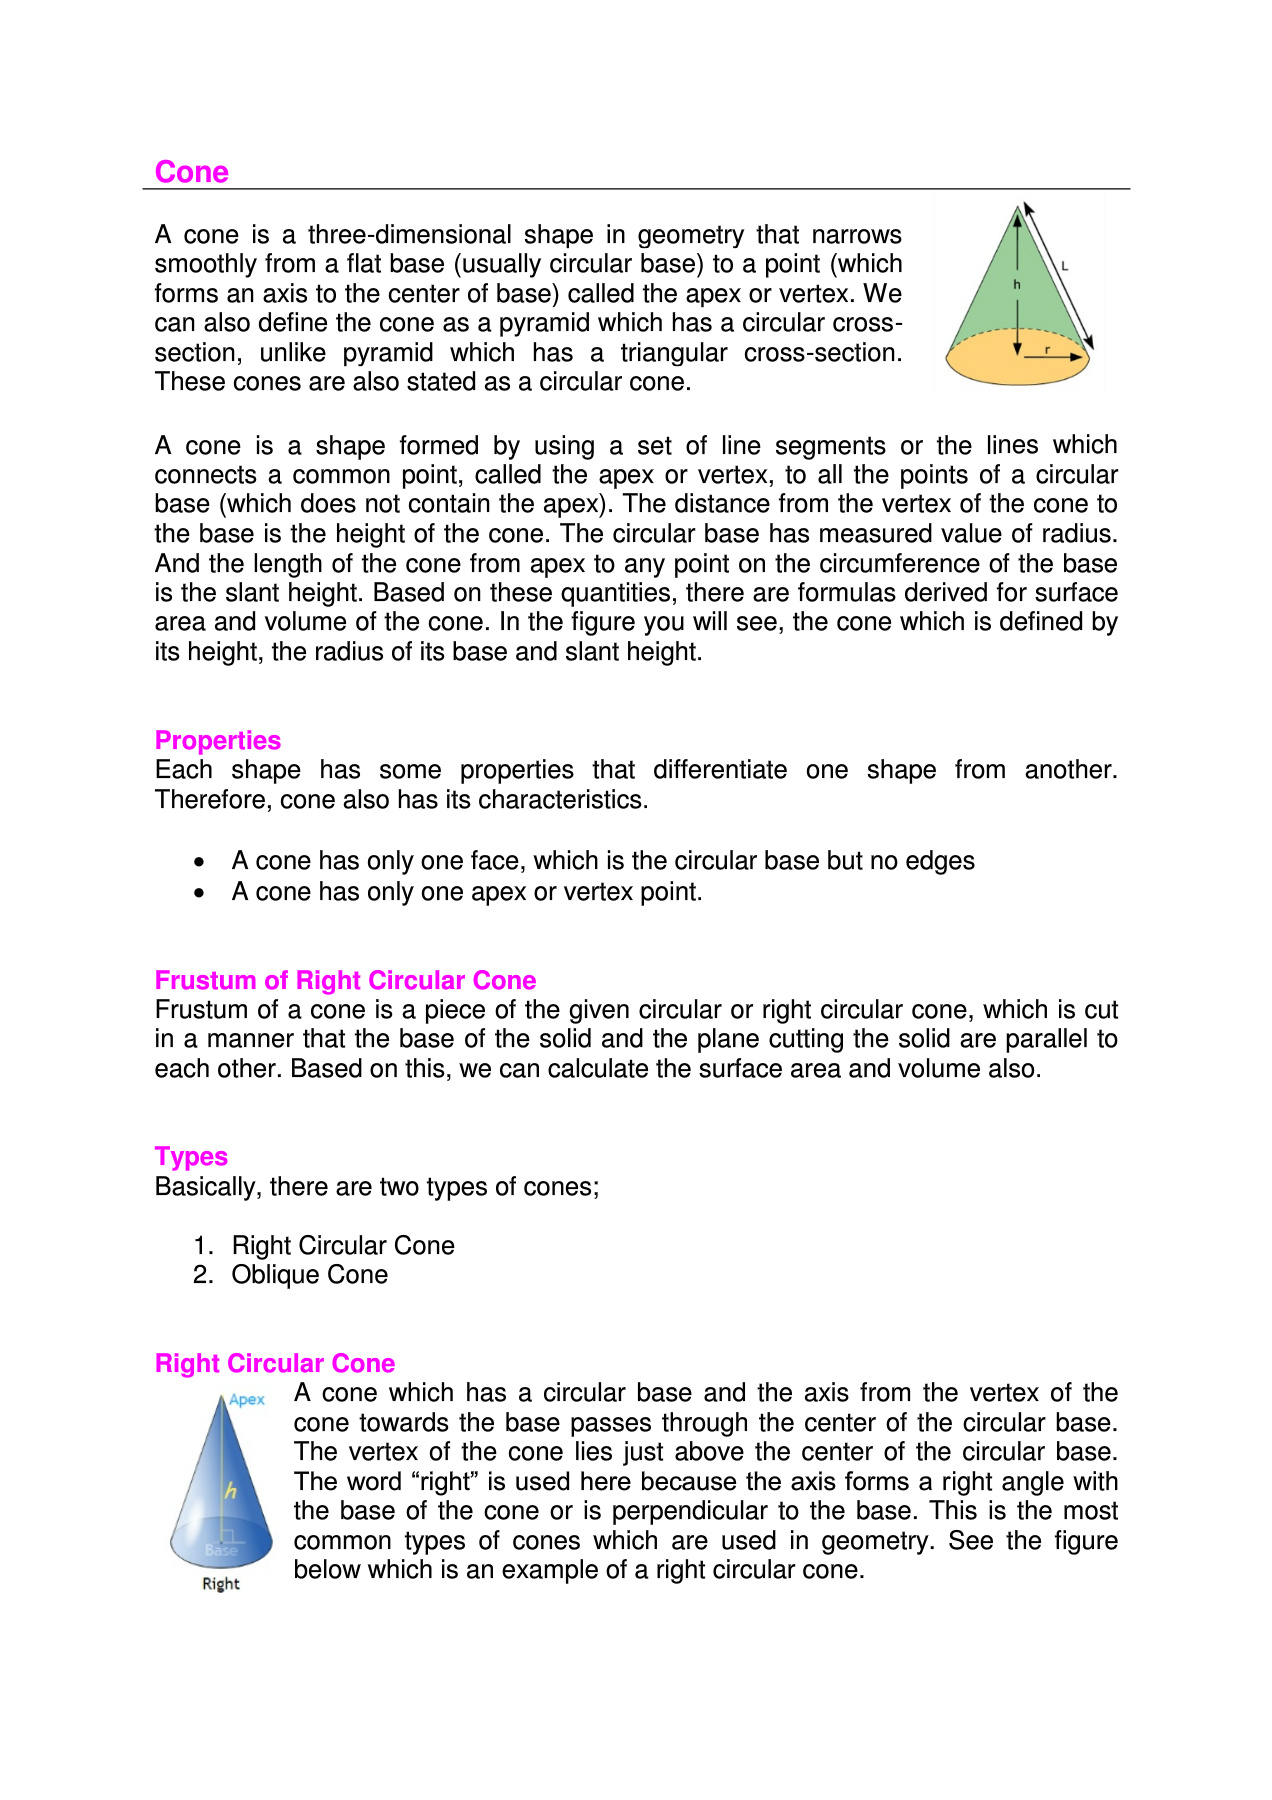 Cone
A cone is a three-dimensional shape in geometry that narrows
smoothly from a flat base (usually circular base) to a point (which
forms an axis to the center of base) called the apex or vertex. We
can also define the cone as a pyramid which has a circular cross-
section, unlike pyramid which has a triangular cross-section.
These cones are also stated as a circular cone.
L
h
r
A cone is a shape formed by using a set of line segments or the lines which
connects a common point, called the apex or vertex, to all the points of a circular
base (which does not contain the apex). The distance from the vertex of the cone to
the base is the height of the cone. The circular base has measured value of radius.
And the length of the cone from apex to any point on the circumference of the base
is the slant height. Based on these quantities, there are formulas derived for surface
area and volume of the cone. In the figure you will see, the cone which is defined by
its height, the radius of its base and slant height.
Properties
Each shape has some properties that differentiate one shape from another.
Therefore, cone also has its characteristics.
• A cone has only one face, which is the circular base but no edges
• A cone has only one apex or vertex point.
Frustum of Right Circular Cone
Frustum of a cone is a piece of the given circular or right circular cone, which is cut
in a manner that the base of the solid and the plane cutting the solid are parallel to
each other. Based on this, we can calculate the surface area and volume also.
Types
Basically, there are two types of cones;
1. Right Circular Cone
2. Oblique Cone
Right Circular Cone
Apex
h
Base
Right
A cone which has a circular base and the axis from the vertex of the
cone towards the base passes through the center of the circular base.
The vertex of the cone lies just above the center of the circular base.
The word “right” is used here because the axis forms a right angle with
the base of the cone or is perpendicular to the base. This is the most
common types of cones which are used in geometry. See the figure
below which is an example of a right circular cone.